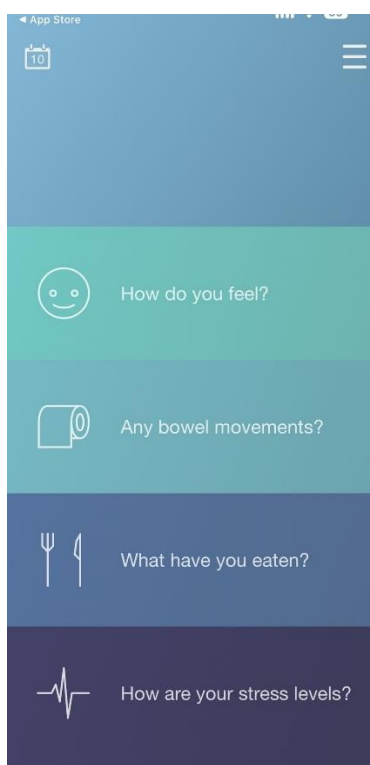 ◀ App Store
10
How do you feel?
Any bowel movements?
What have you eaten?
How are your stress levels?